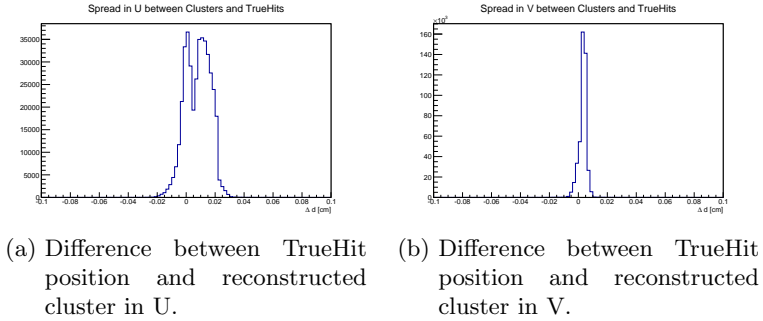 Spread in U between Clusters and TrueHits
35000
30000
25000
20000
15000
10000
5000
0
-0.1 -0.08 -0.06 -0.04 -0.02 0 0.02 0.04 0.06 0.08 0.1
Δ d [cm]
Spread in V between Clusters and TrueHits
×10³
160
140
120
100
80
60
40
20
0
-0.1 -0.08 -0.06 -0.04 -0.02 0 0.02 0.04 0.06 0.08 0.1
Δ d [cm]
(a) Difference between TrueHit
position and reconstructed
cluster in U.
(b) Difference between TrueHit
position and reconstructed
cluster in V.